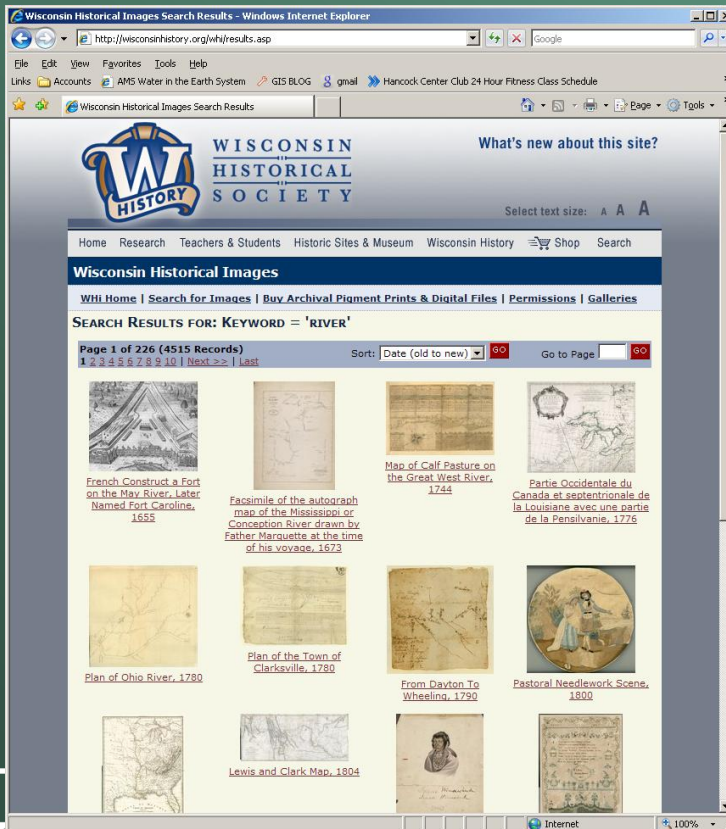 Wisconsin Historical Images Search Results - Windows Internet Explorer
http://wisconsinhistory.org/whi/results.asp
Google
File Edit View Favorites Tools Help
Links Accounts AMS Water in the Earth System GIS BLOG gmail Hancock Center Club 24 Hour Fitness Class Schedule
Wisconsin Historical Images Search Results
Page Tools
W HISTORY
WISCONSIN
HISTORICAL
SOCIETY
What's new about this site?
Select text size: A A A
Home Research Teachers & Students Historic Sites & Museum Wisconsin History Shop Search
Wisconsin Historical Images
WHi Home | Search for Images | Buy Archival Pigment Prints & Digital Files | Permissions | Galleries
SEARCH RESULTS FOR: KEYWORD = 'RIVER'
Page 1 of 226 (4515 Records)
1 2 3 4 5 6 7 8 9 10 | Next >> | Last
Sort: Date (old to new) GO
Go to Page GO
French Construct a Fort
on the May River, Later
Named Fort Caroline,
1655
Facsimile of the autograph
map of the Mississippi or
Conception River drawn by
Father Marquette at the time
of his voyage, 1673
Map of Calf Pasture on
the Great West River,
1744
Partie Occidentale du
Canada et septentrionale de
la Louisiane avec une partie
de la Pensilvanie, 1776
Plan of Ohio River, 1780
Plan of the Town of
Clarksville, 1780
From Dayton To
Wheeling, 1790
Pastoral Needlework Scene,
1800
Lewis and Clark Map, 1804
Internet
100%